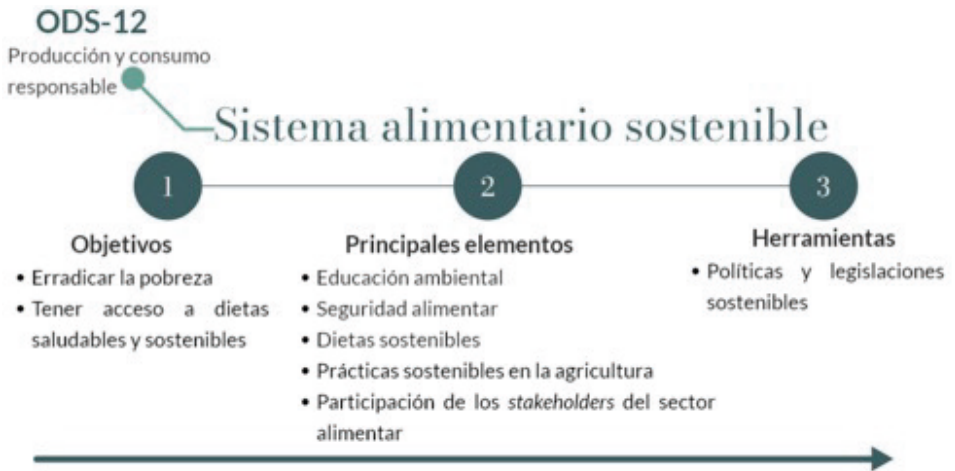 ODS-12
Producción y consumo
responsable
Sistema alimentario sostenible
1
2
3
Objetivos
• Erradicar la pobreza
• Tener acceso a dietas
saludables y sostenibles
Principales elementos
• Educación ambiental
• Seguridad alimentar
• Dietas sostenibles
• Prácticas sostenibles en la agricultura
• Participación de los stakeholders del sector
alimentar
Herramientas
• Políticas y legislaciones
sostenibles